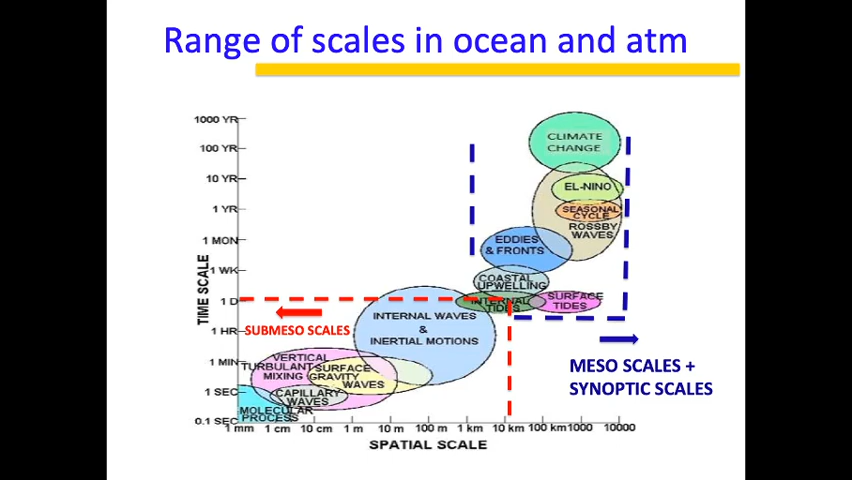 Range of scales in ocean and atm
1000 YR
100 YR
10 YR
1 YR
1 MON
1 WK
1 D
1 HR
1 MIN
1 SEC
0.1 SEC
TIME SCALE
CLIMATE
CHANGE
EL-NINO
SEASONAL
CYCLE
ROSSBY
WAVES
EDDIES
& FRONTS
COASTAL
UPWELLING
INTERNAL
TIDES
SURFACE
TIDES
INTERNAL WAVES
&
INERTIAL MOTIONS
SUBMESO SCALES
VERTICAL
TURBULANT
MIXING
SURFACE
GRAVITY
WAVES
CAPILLARY
WAVES
MOLECULAR
PROCESS
MESO SCALES +
SYNOPTIC SCALES
1 mm 1 cm 10 cm 1 m 10 m 100 m 1 km 10 km 100 km 1000 10000
SPATIAL SCALE